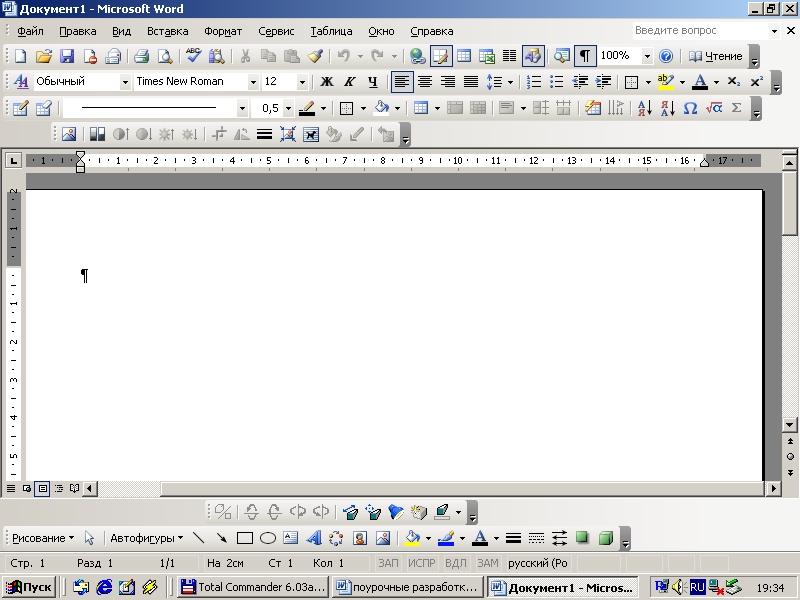 Документ1 - Microsoft Word
Файл Правка Вид Вставка Формат Сервис Таблица Окно Справка Введите вопрос
100% Чтение
Обычный Times New Roman 12 Ж К Ч
0,5
1 1 2 3 4 5 6 7 8 9 10 11 12 13 14 15 16 17
¶
Рисование Автофигуры
Стр. 1 Разд 1 1/1 На 2см Ст 1 Кол 1 ЗАП ИСПР ВДЛ ЗАМ русский (Ро
Пуск Total Commander 6.03a... поурочные разработк... Документ1 - Micros... RU 19:34